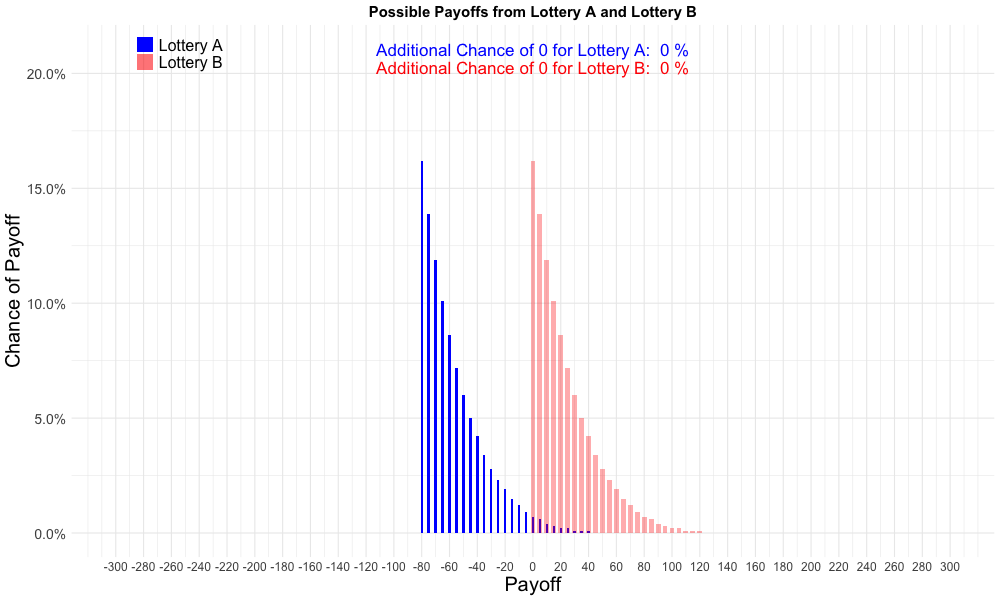 Possible Payoffs from Lottery A and Lottery B
Lottery A
Lottery B
Additional Chance of 0 for Lottery A:  0 %
Additional Chance of 0 for Lottery B:  0 %
Chance of Payoff
20.0%
15.0%
10.0%
5.0%
0.0%
-300 -280 -260 -240 -220 -200 -180 -160 -140 -120 -100 -80 -60 -40 -20 0 20 40 60 80 100 120 140 160 180 200 220 240 260 280 300
Payoff